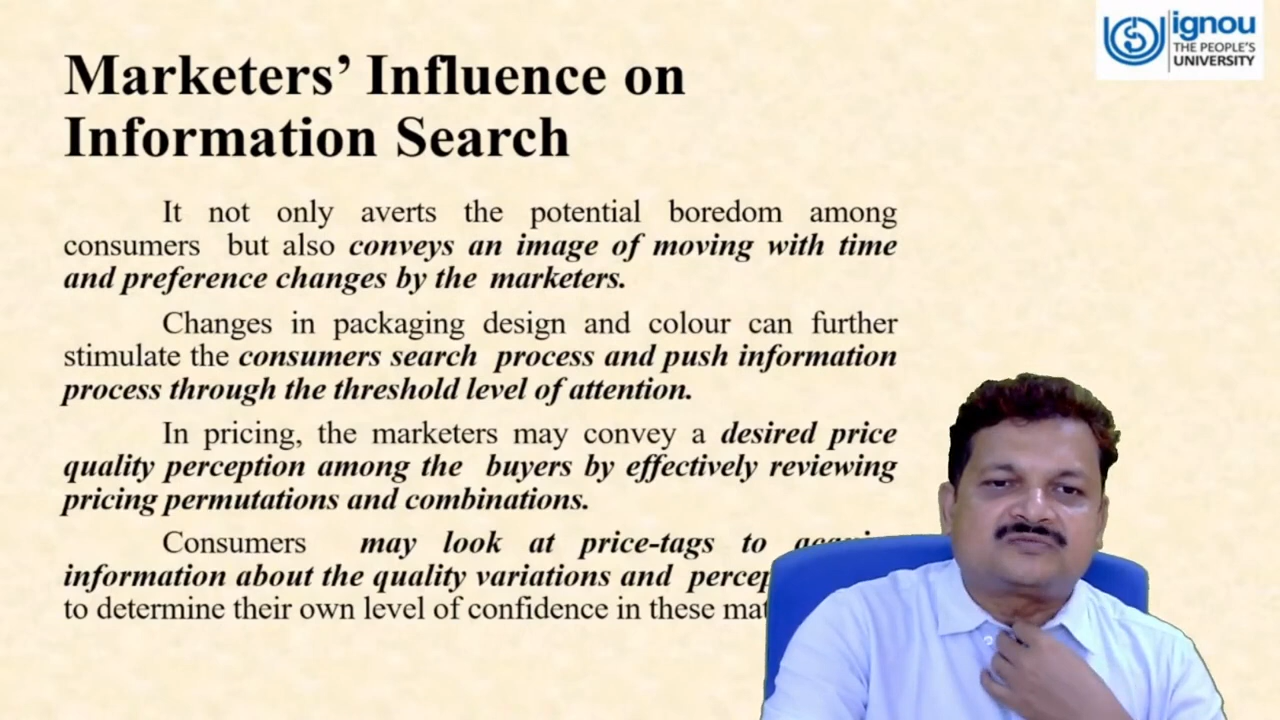 Marketers' Influence on
Information Search
ignou
THE PEOPLE'S
UNIVERSITY
It not only averts the potential boredom among
consumers but also conveys an image of moving with time
and preference changes by the marketers.
Changes in packaging design and colour can further
stimulate the consumers search process and push information
process through the threshold level of attention.
In pricing, the marketers may convey a desired price
quality perception among the buyers by effectively reviewing
pricing permutations and combinations.
Consumers may look at price-tags to
information about the quality variations and
to determine their own level of confidence in these